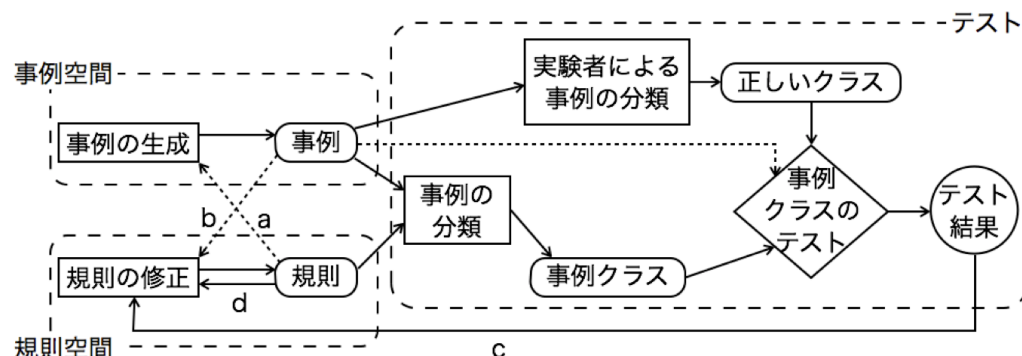 テスト
事例空間
実験者による
事例の分類
正しいクラス
事例の生成
事例
事例
クラスの
テスト
テスト
結果
事例の
分類
b
a
規則の修正
規則
事例クラス
d
規則空間
c